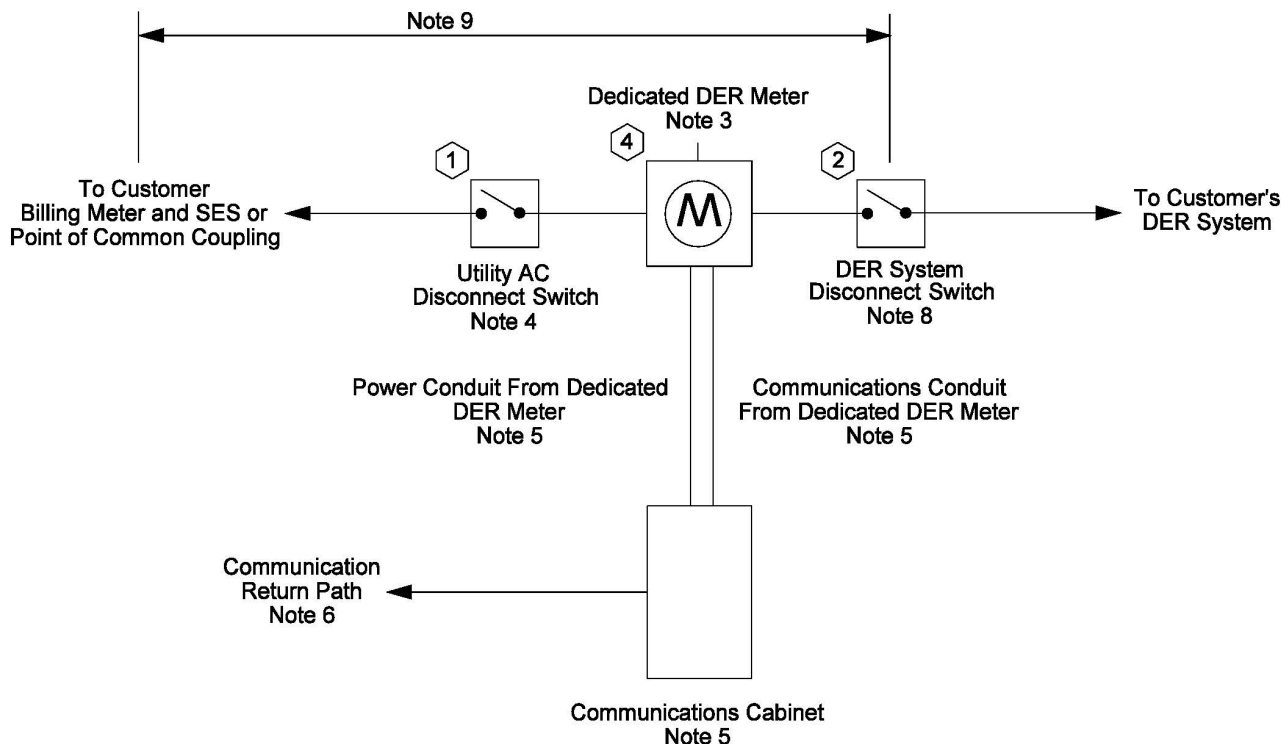 Note 9
Dedicated DER Meter
Note 3
1
4
2
To Customer
Billing Meter and SES or
Point of Common Coupling
M
To Customer's
DER System
Utility AC
Disconnect Switch
Note 4
DER System
Disconnect Switch
Note 8
Power Conduit From Dedicated
DER Meter
Note 5
Communications Conduit
From Dedicated DER Meter
Note 5
Communication
Return Path
Note 6
Communications Cabinet
Note 5